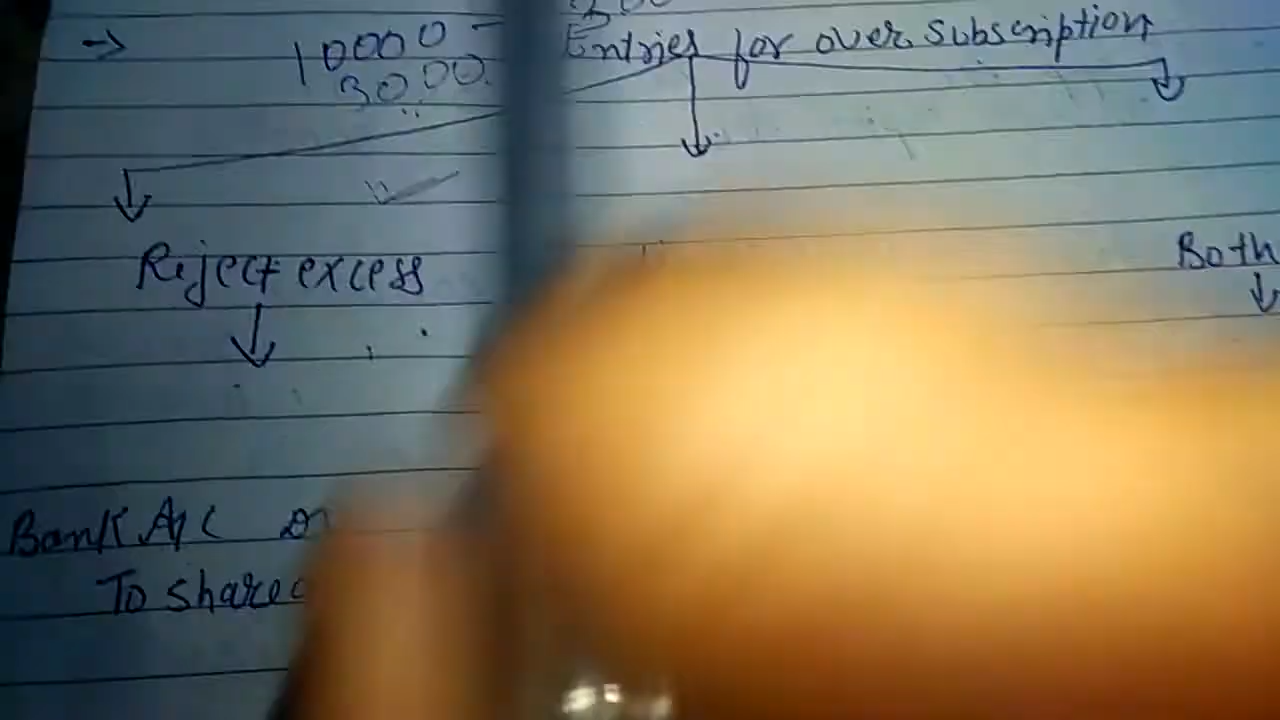 → 10000 -
3000.
Entries for over subscription
Reject excess
Both
Bank A/c Dr
To share